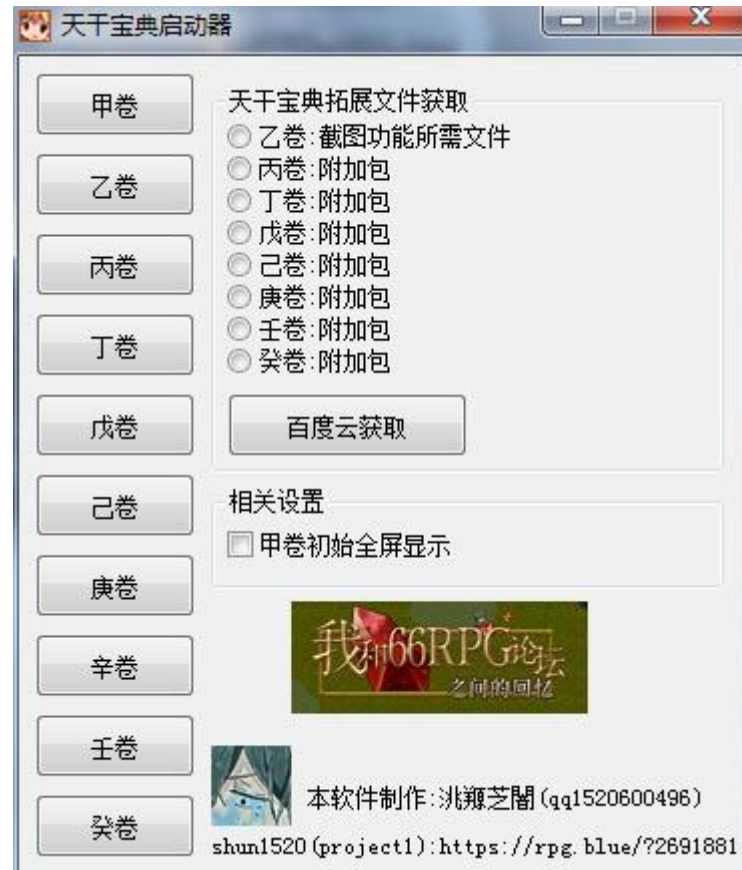 天干宝典启动器
甲卷
乙卷
丙卷
丁卷
戊卷
己卷
庚卷
辛卷
壬卷
癸卷
天干宝典拓展文件获取
乙卷:截图功能所需文件
丙卷:附加包
丁卷:附加包
戊卷:附加包
己卷:附加包
庚卷:附加包
壬卷:附加包
癸卷:附加包
百度云获取
相关设置
甲卷初始全屏显示
我和66RPG论坛
之间的回忆
本软件制作:洮羱芝闇(qq1520600496)
shun1520(project1):https://rpg.blue/?2691881